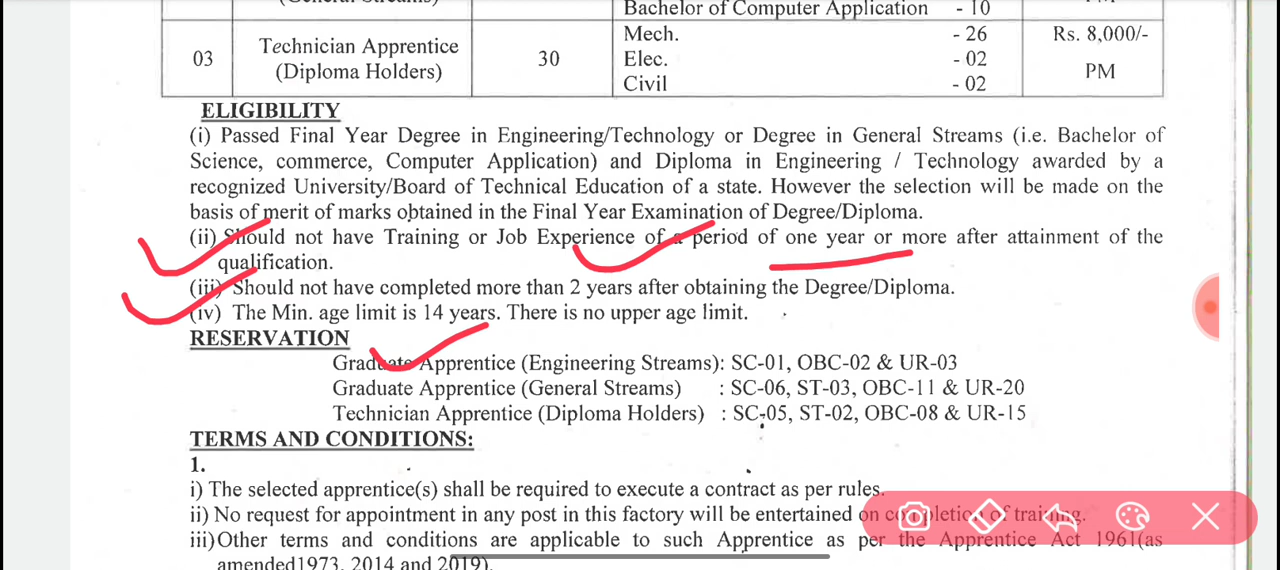 (General Streams)
Bachelor of Computer Application - 10
PM
03 Technician Apprentice (Diploma Holders) 30 Mech. - 26 Rs. 8,000/-
Elec. - 02 PM
Civil - 02
ELIGIBILITY
(i) Passed Final Year Degree in Engineering/Technology or Degree in General Streams (i.e. Bachelor of
Science, commerce, Computer Application) and Diploma in Engineering / Technology awarded by a
recognized University/Board of Technical Education of a state. However the selection will be made on the
basis of merit of marks obtained in the Final Year Examination of Degree/Diploma.
(ii) Should not have Training or Job Experience of a period of one year or more after attainment of the
qualification.
(iii) Should not have completed more than 2 years after obtaining the Degree/Diploma.
(iv) The Min. age limit is 14 years. There is no upper age limit.
RESERVATION
Graduate Apprentice (Engineering Streams): SC-01, OBC-02 & UR-03
Graduate Apprentice (General Streams) : SC-06, ST-03, OBC-11 & UR-20
Technician Apprentice (Diploma Holders) : SC-05, ST-02, OBC-08 & UR-15
TERMS AND CONDITIONS:
1.
i) The selected apprentice(s) shall be required to execute a contract as per rules.
ii) No request for appointment in any post in this factory will be entertained on completion of training.
iii)Other terms and conditions are applicable to such Apprentice as per the Apprentice Act 1961(as
amended1973, 2014 and 2019).